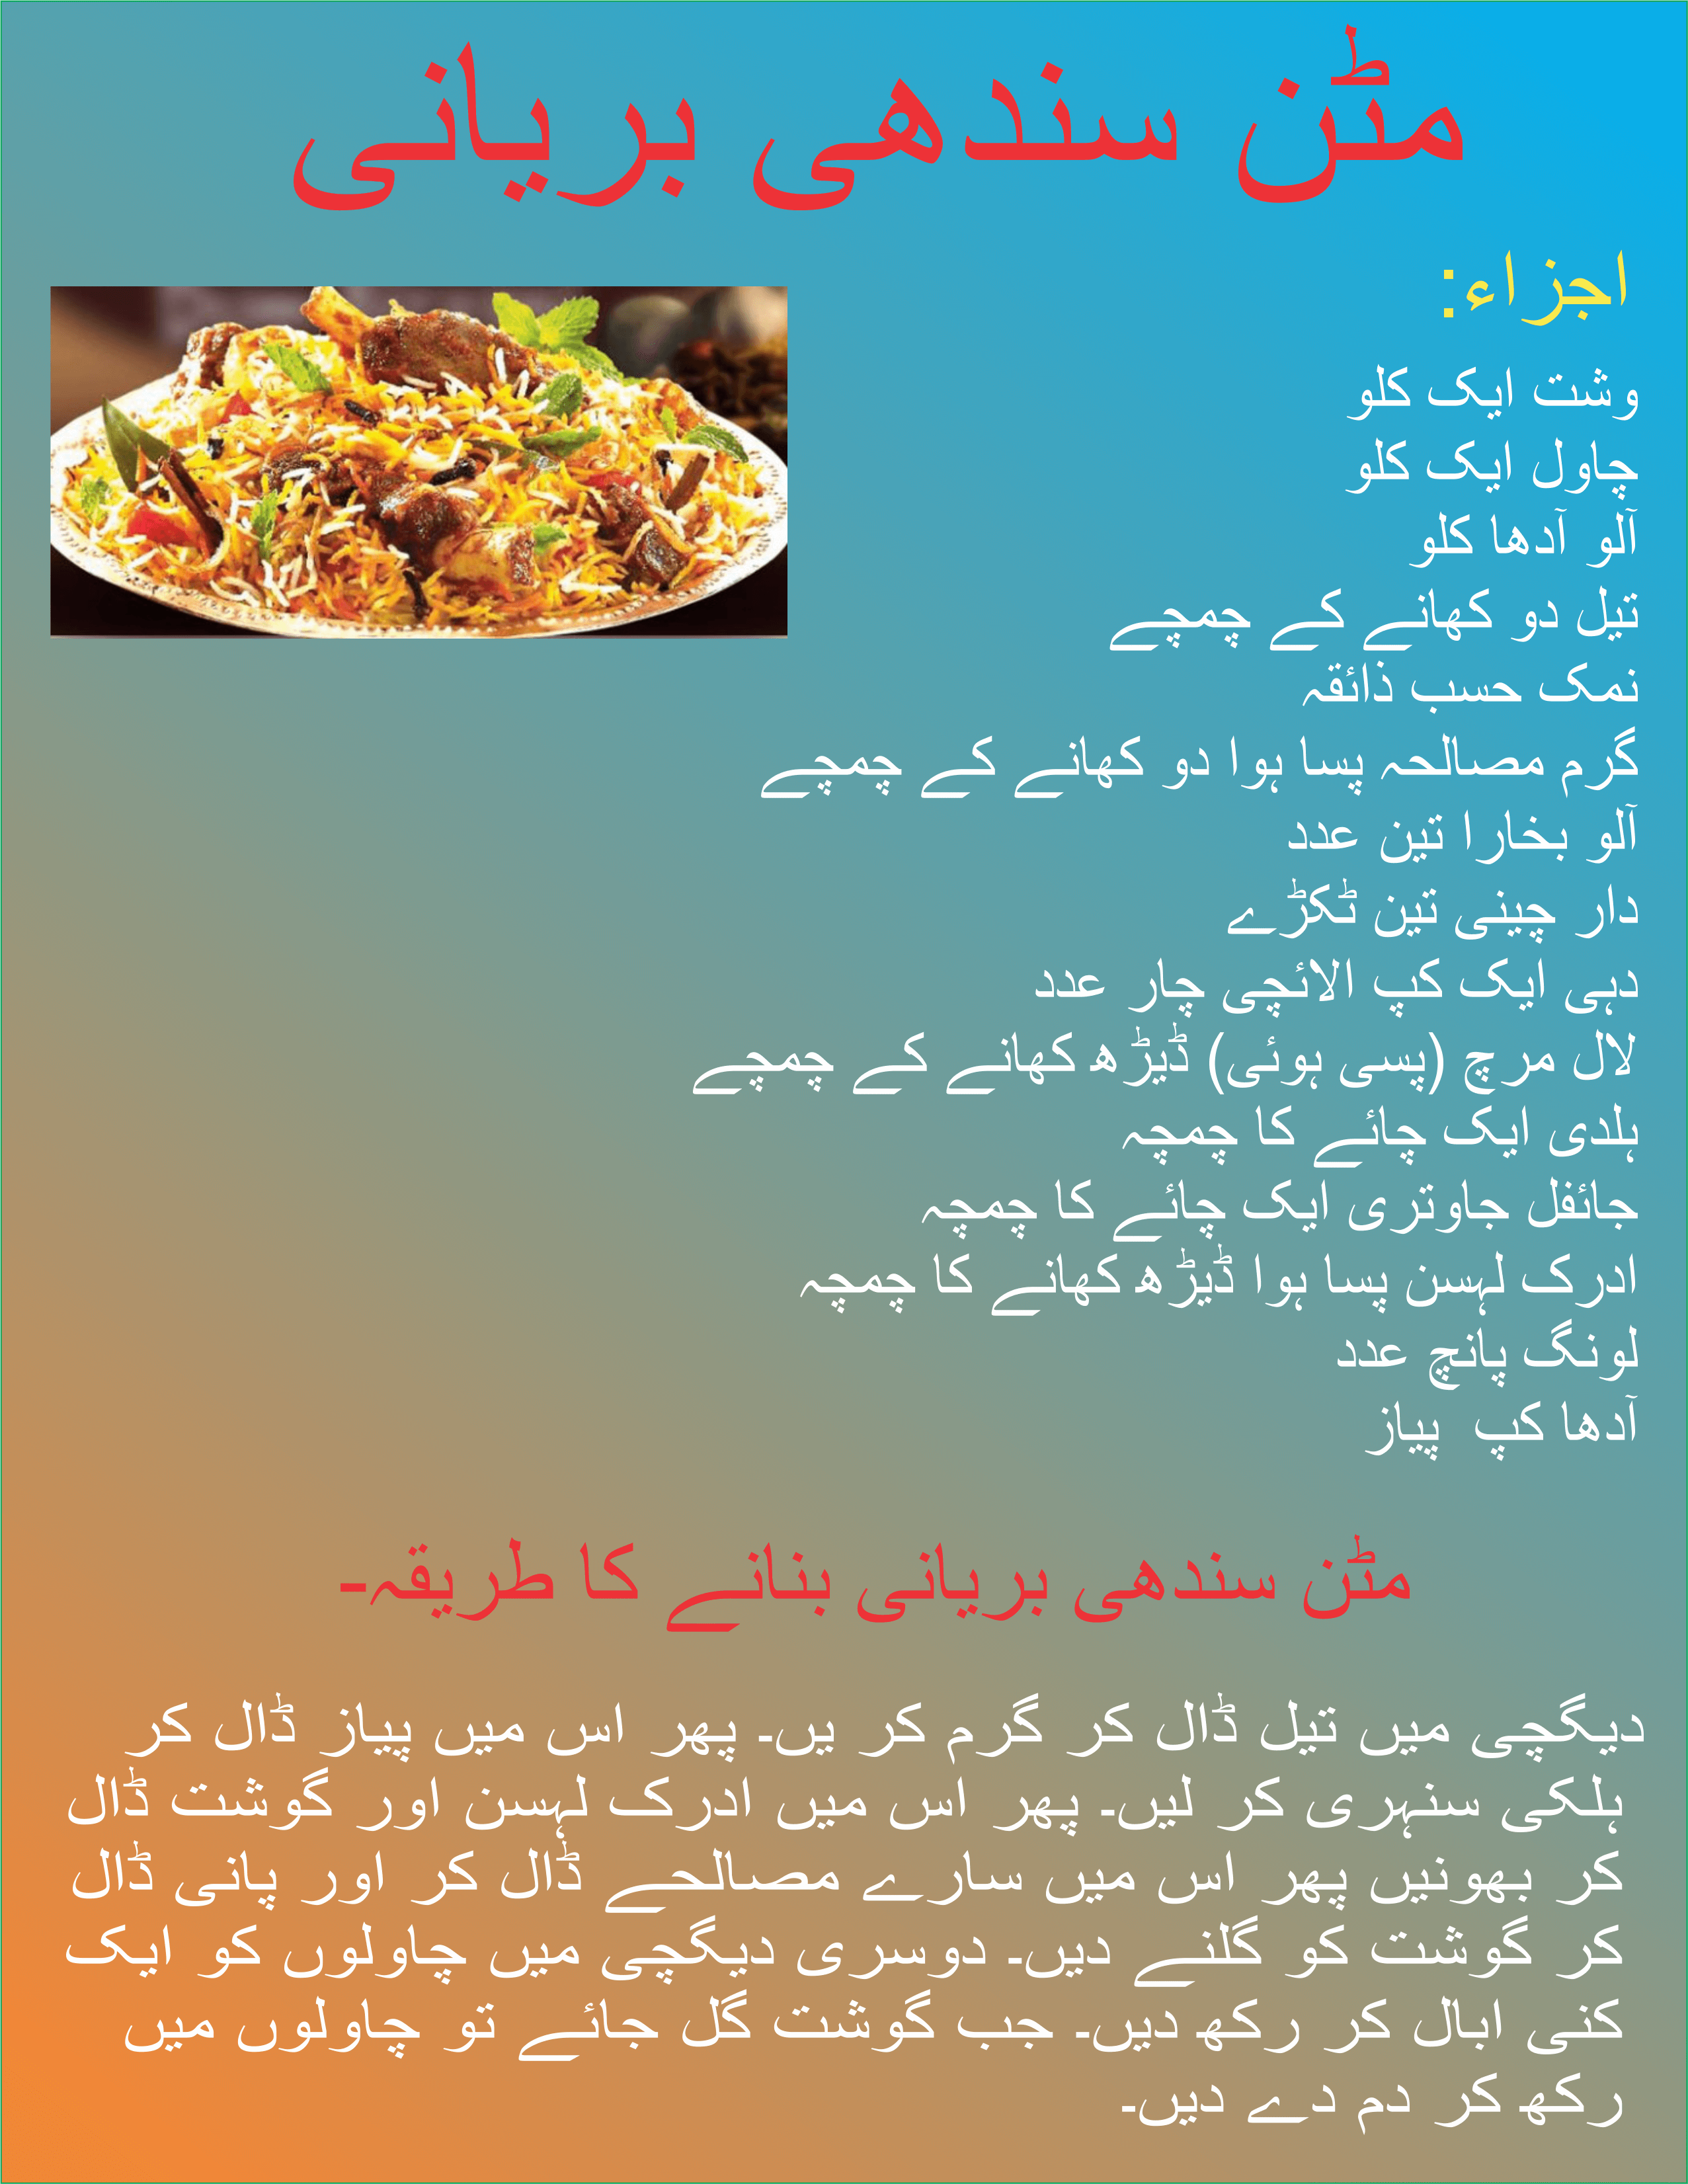 مٹن سندھی بریانی
اجزاء:
وشت ایک کلو
چاول ایک کلو
آلو آدھا کلو
تیل دو کھانے کے چمچے
نمک حسب ذائقہ
گرم مصالحہ پسا ہوا دو کھانے کے چمچے
آلو بخارا تین عدد
دار چینی تین ٹکڑے
دہی ایک کپ الائچی چار عدد
لال مرچ (پسی ہوئی) ڈیڑھ کھانے کے چمچے
ہلدی ایک چائے کا چمچہ
جائفل جاوتری ایک چائے کا چمچہ
ادرک لہسن پسا ہوا ڈیڑھ کھانے کا چمچہ
لونگ پانچ عدد
آدھا کپ پیاز
مٹن سندھی بریانی بنانے کا طریقہ-
دیگچی میں تیل ڈال کر گرم کر یں۔ پھر اس میں پیاز ڈال کر
ہلکی سنہری کر لیں۔ پھر اس میں ادرک لہسن اور گوشت ڈال
کر بھونیں پھر اس میں سارے مصالحے ڈال کر اور پانی ڈال
کر گوشت کو گلنے دیں۔ دوسری دیگچی میں چاولوں کو ایک
کنی ابال کر رکھ دیں۔ جب گوشت گل جائے تو چاولوں میں
رکھ کر دم دے دیں۔